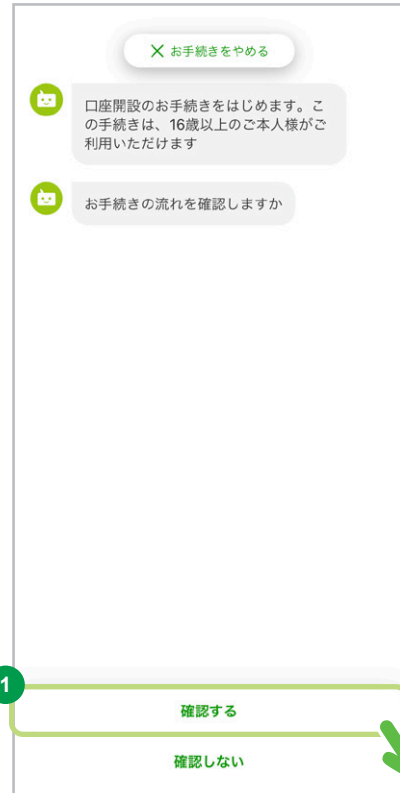 × お手続きをやめる
口座開設のお手続きをはじめます。こ
の手続きは、16歳以上のご本人様がご
利用いただけます
お手続きの流れを確認しますか
1
確認する
確認しない